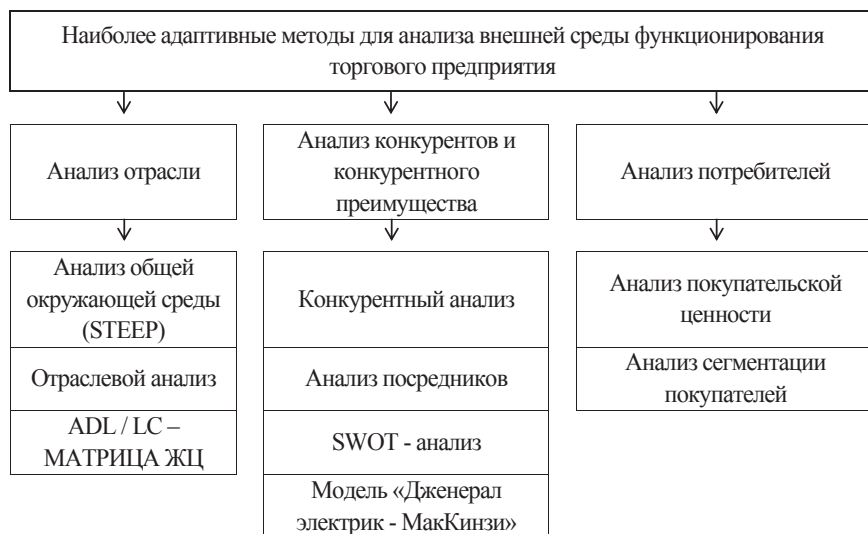 Наиболее адаптивные методы для анализа внешней среды функционирования
торгового предприятия
Анализ отрасли
Анализ конкурентов и
конкурентного
преимущества
Анализ потребителей
Анализ общей
окружающей среды
(STEEP)
Отраслевой анализ
ADL / LC –
МАТРИЦА ЖЦ
Конкурентный анализ
Анализ посредников
SWOT - анализ
Модель «Дженерал
электрик - МакКинзи»
Анализ покупательской
ценности
Анализ сегментации
покупателей